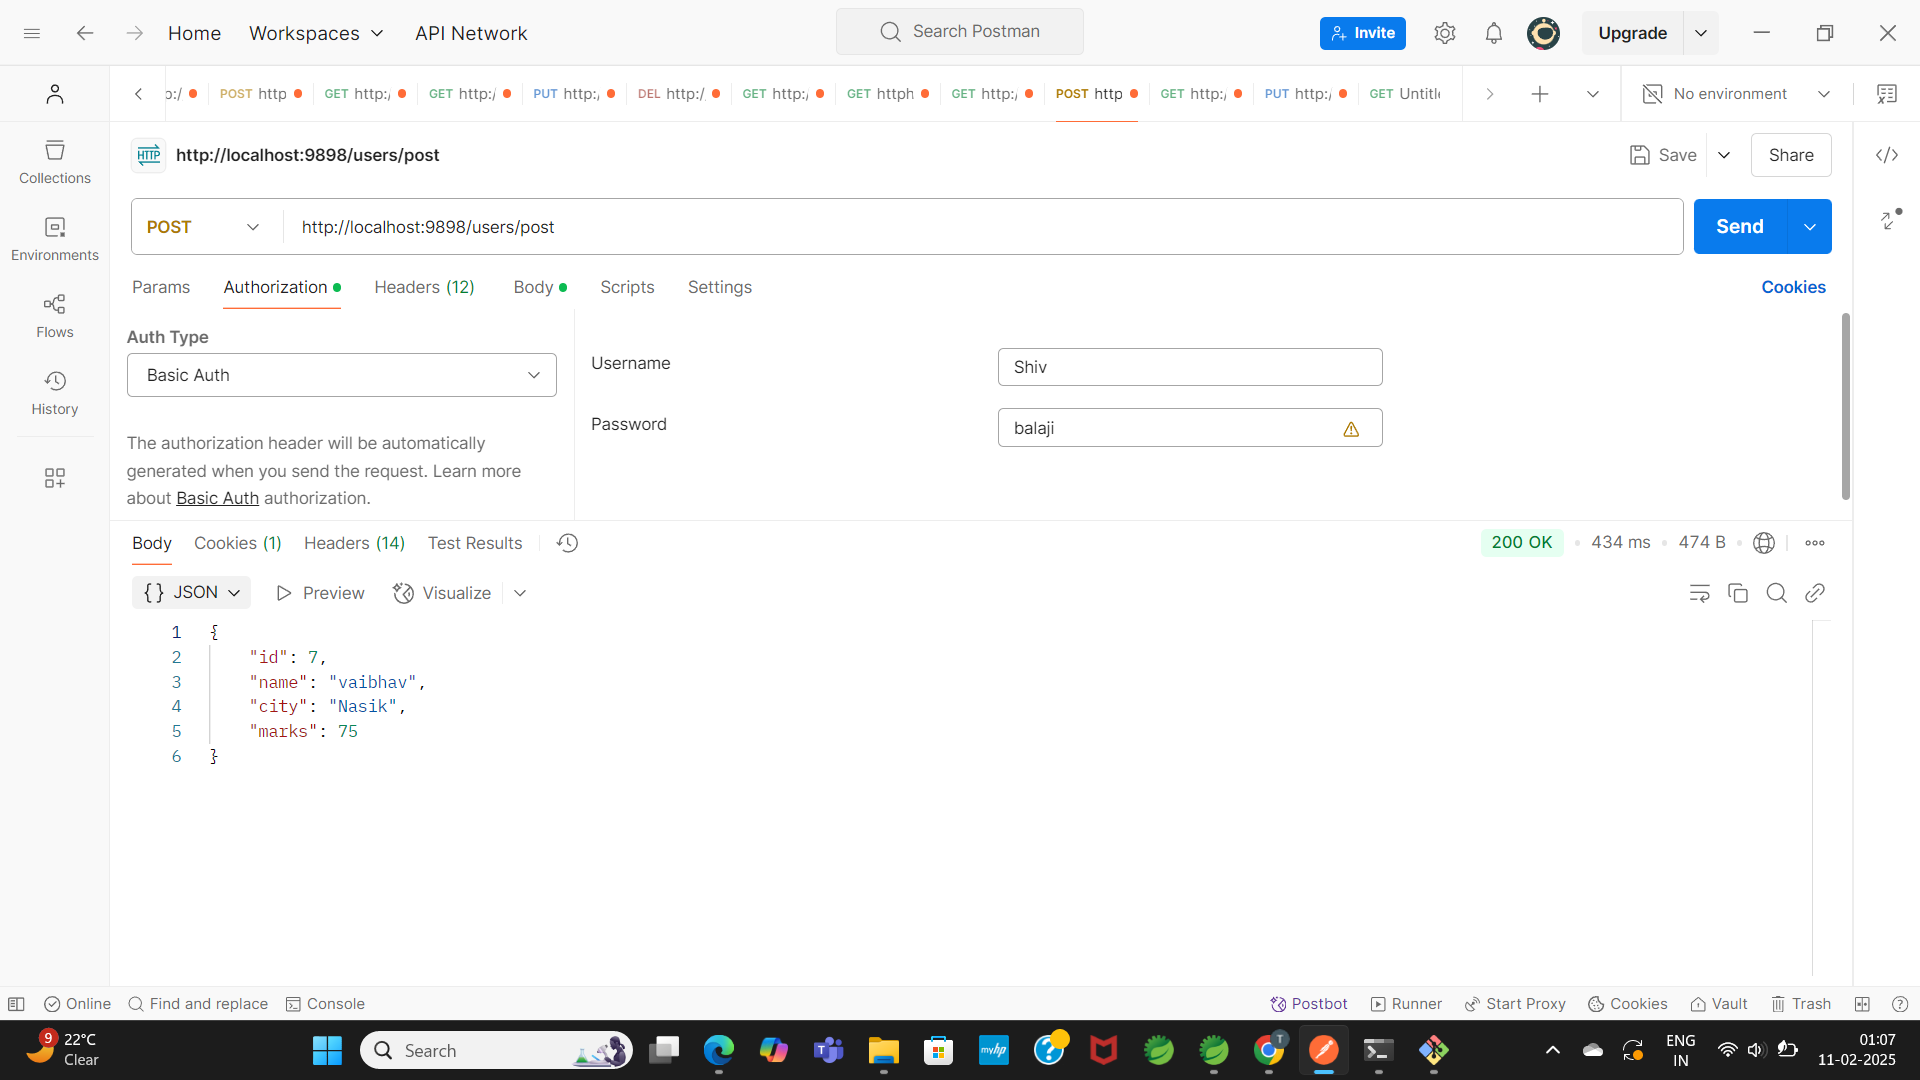 Home
Workspaces
API Network
Search Postman
Invite
Upgrade
POST http
GET http:/
GET http:/
PUT http:/
DEL http:/
GET http:/
GET httph
GET http:/
POST http
GET http:/
PUT http:/
GET Untitle
No environment
http://localhost:9898/users/post
Save
Share
Collections
Environments
Flows
History
POST
http://localhost:9898/users/post
Send
Params
Authorization
Headers (12)
Body
Scripts
Settings
Cookies
Auth Type
Basic Auth
The authorization header will be automatically
generated when you send the request. Learn more
about Basic Auth authorization.
Username
Shiv
Password
balaji
Body
Cookies (1)
Headers (14)
Test Results
200 OK
434 ms
474 B
{} JSON
Preview
Visualize
1 {
2 "id": 7,
3 "name": "vaibhav",
4 "city": "Nasik",
5 "marks": 75
6 }
Online
Find and replace
Console
Postbot
Runner
Start Proxy
Cookies
Vault
Trash
9
22°C
Clear
Search
myhp
T
ENG
IN
01:07
11-02-2025